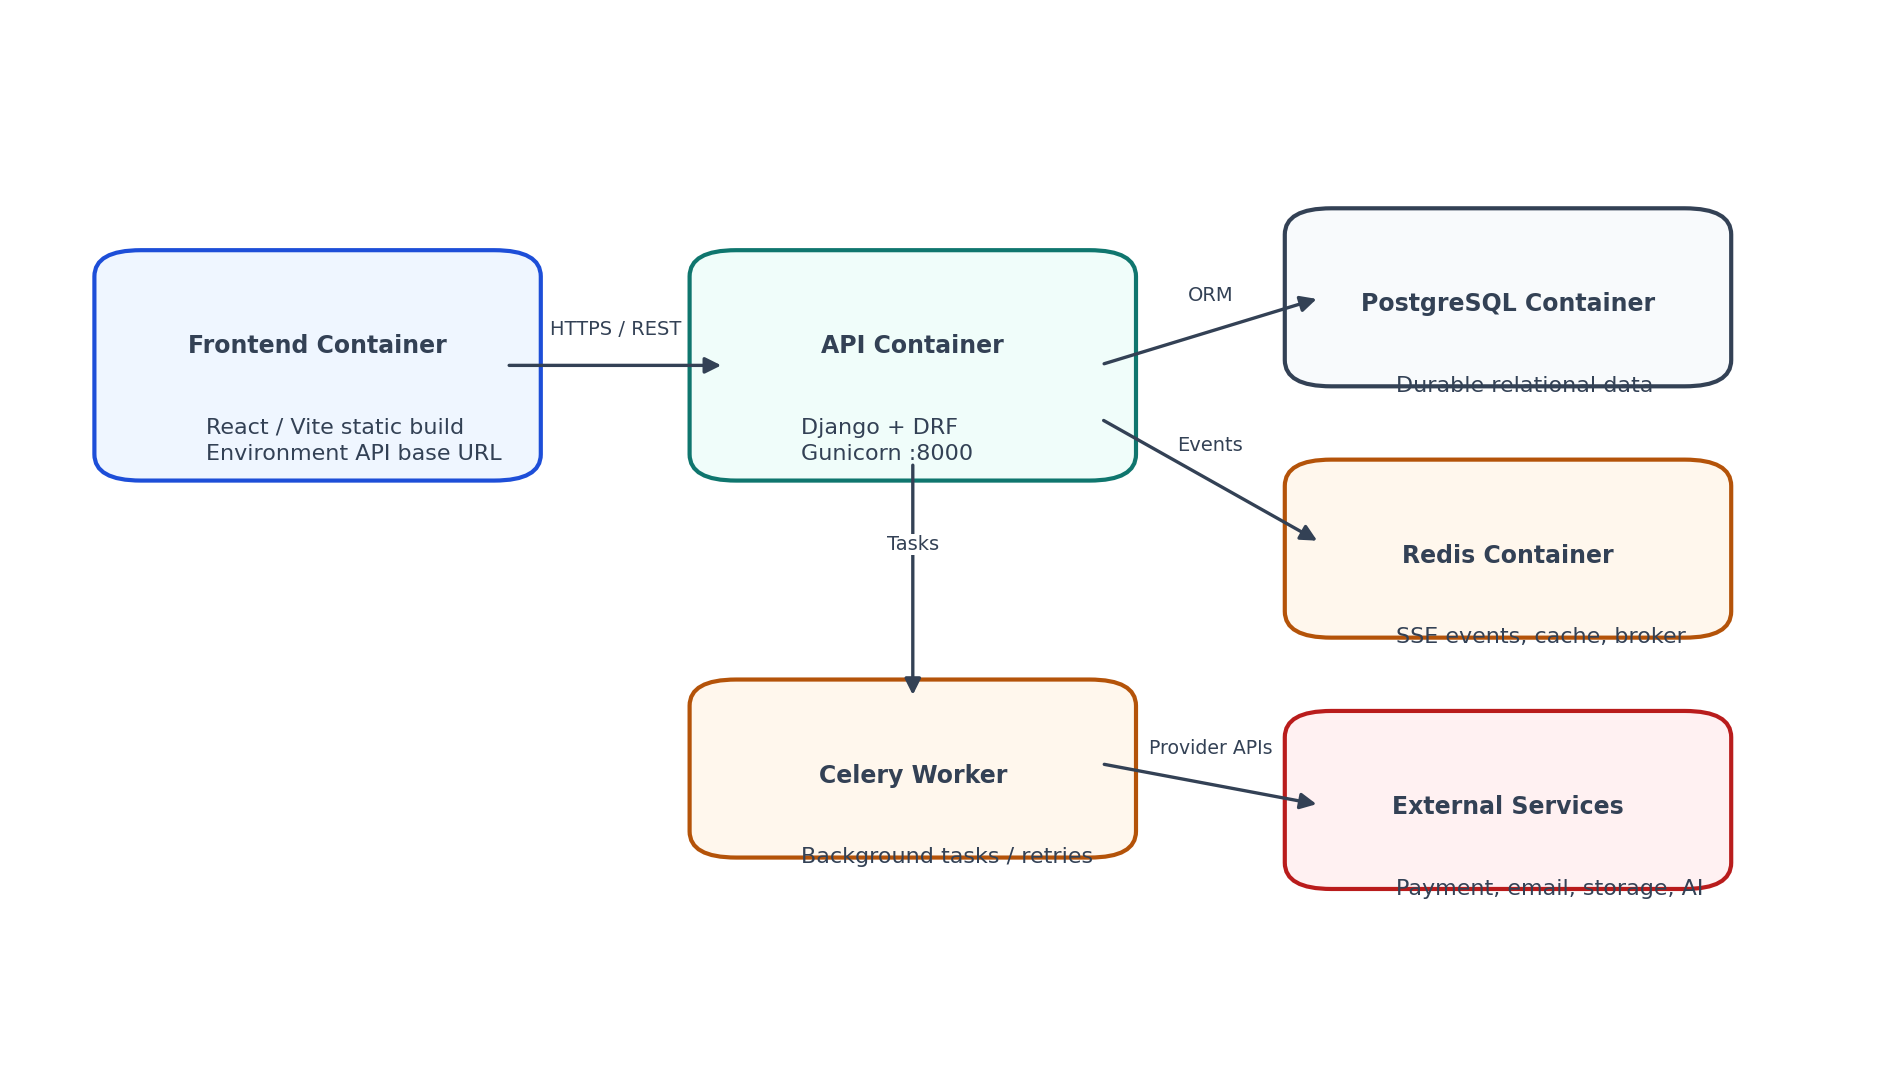 Frontend Container
React / Vite static build
Environment API base URL
HTTPS / REST
API Container
Django + DRF
Gunicorn :8000
ORM
PostgreSQL Container
Durable relational data
Events
Redis Container
SSE events, cache, broker
Tasks
Celery Worker
Background tasks / retries
Provider APIs
External Services
Payment, email, storage, AI